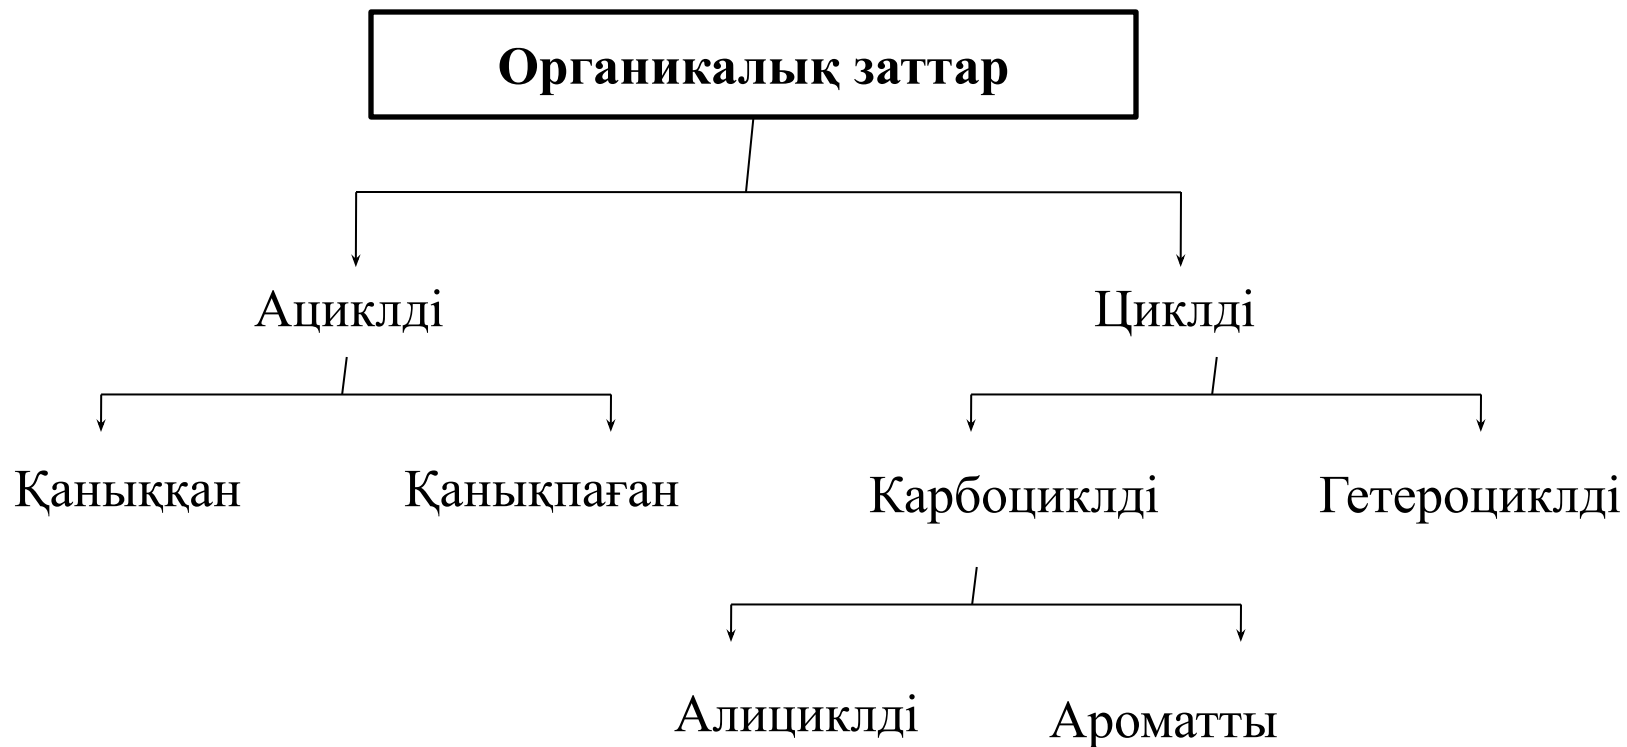 Органикалық заттар
Ациклді
Циклді
Қаныққан
Қанықпаған
Карбоциклді
Гетероциклді
Алициклді
Ароматты